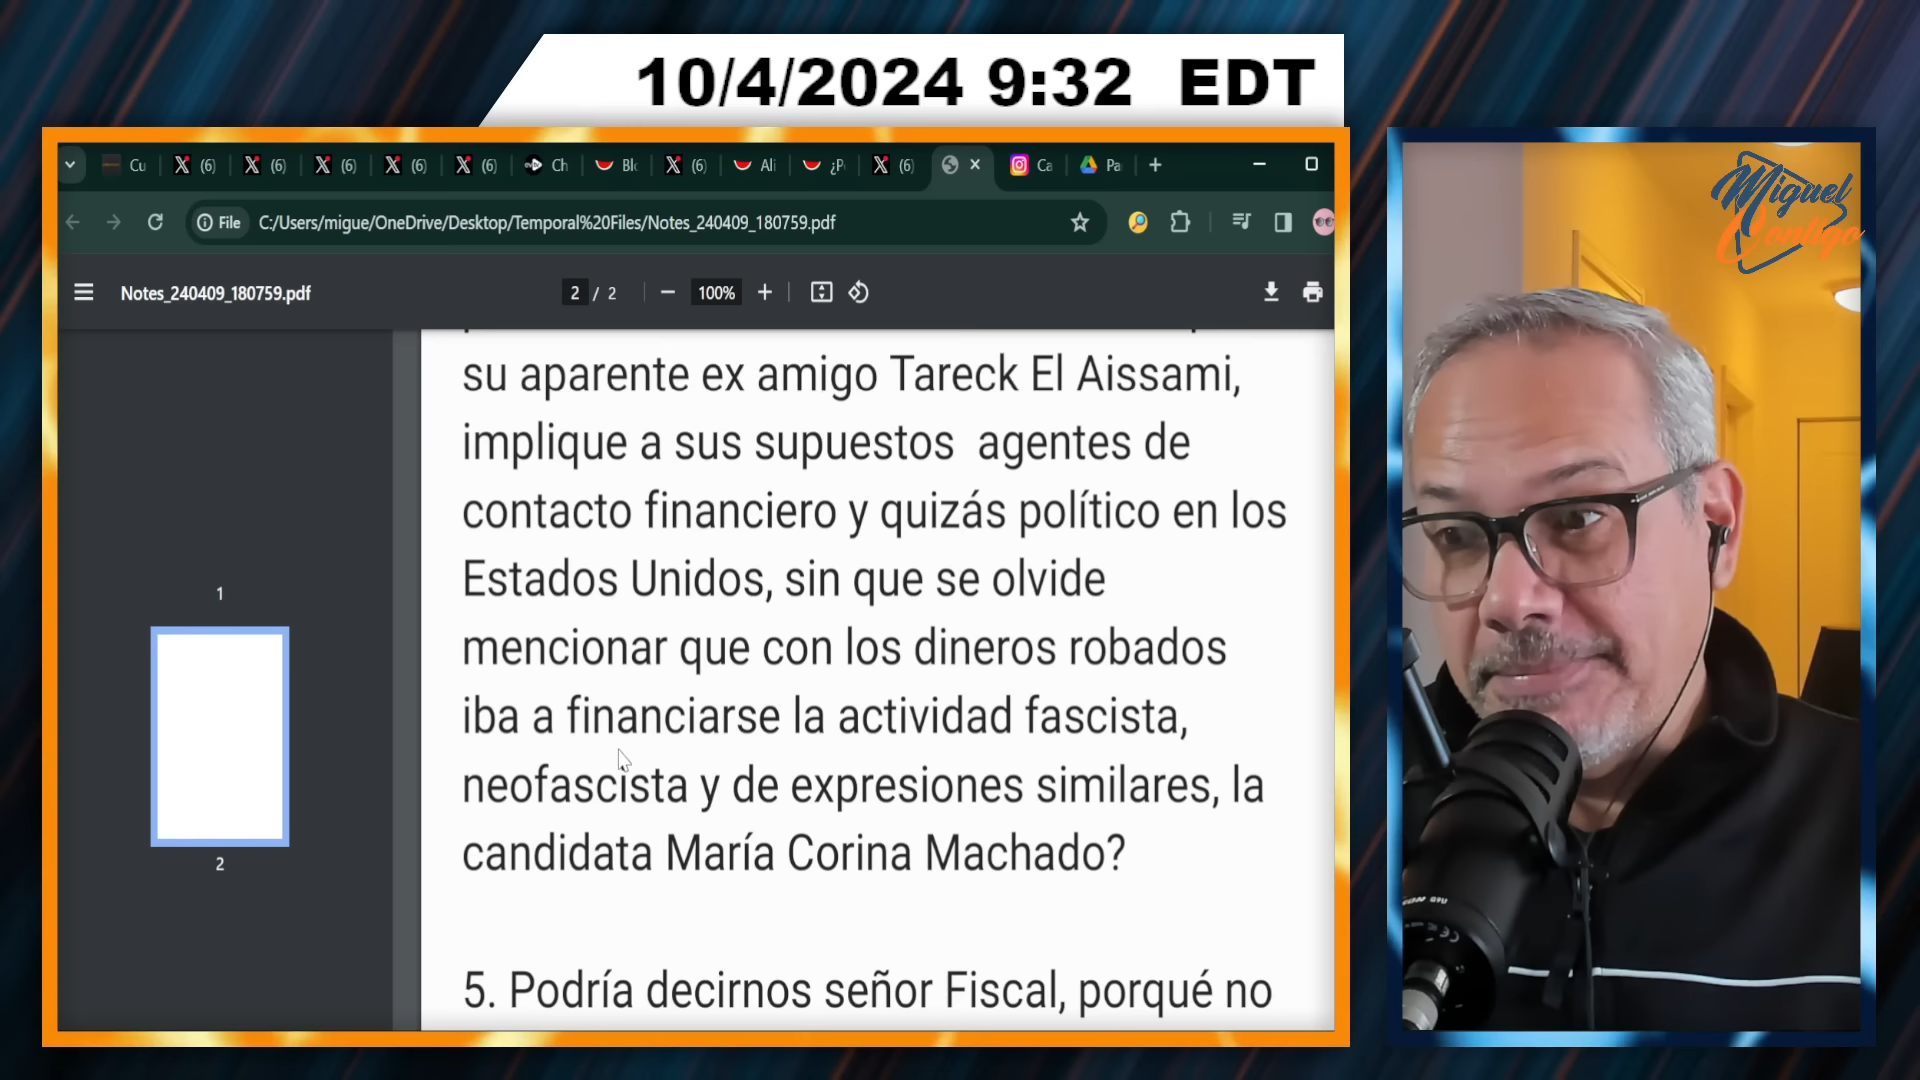 10/4/2024 9:32 EDT
Cu (6) (6) (6) (6) (6) Ch Blc (6) Ali ¿P (6) Ca Pa
File C:/Users/migue/OneDrive/Desktop/Temporal%20Files/Notes_240409_180759.pdf
Notes_240409_180759.pdf 2 / 2 100%
su aparente ex amigo Tareck El Aissami,
implique a sus supuestos agentes de
contacto financiero y quizás político en los
Estados Unidos, sin que se olvide
mencionar que con los dineros robados
iba a financiarse la actividad fascista,
neofascista y de expresiones similares, la
candidata María Corina Machado?
5. Podría decirnos señor Fiscal, porqué no
1
2
Miguel
Contigo